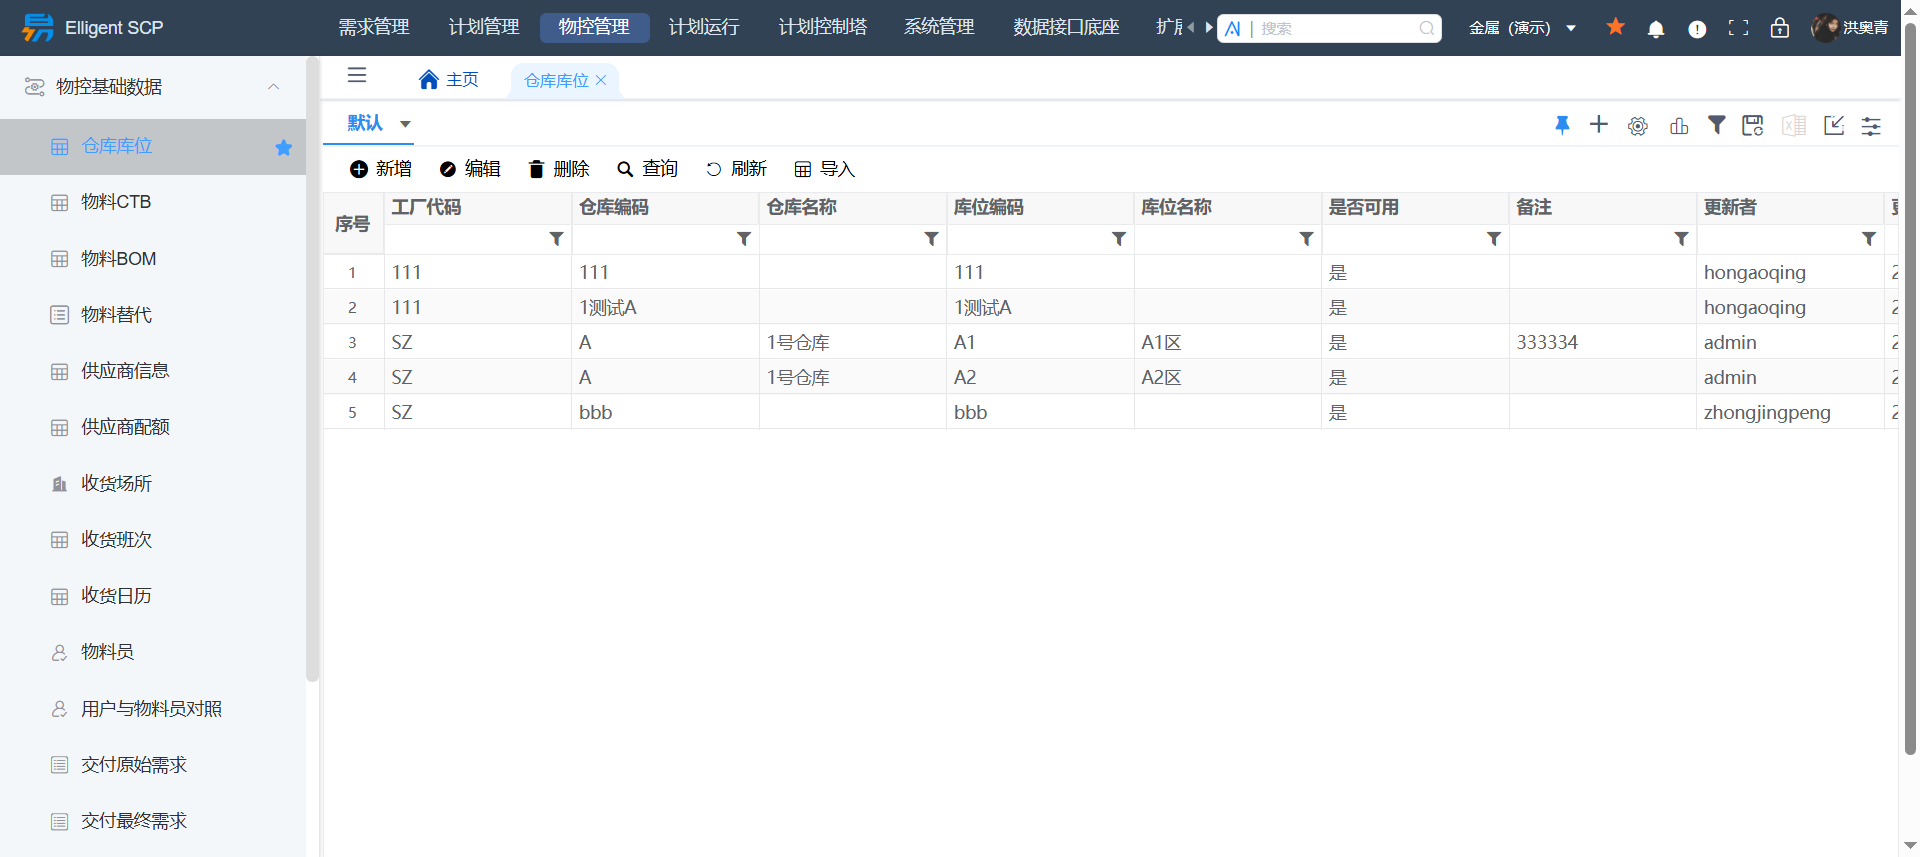 Elligent SCP
需求管理 计划管理 物控管理 计划运行 计划控制塔 系统管理 数据接口底座
搜索
金属 (演示)
洪奥青
物控基础数据
仓库库位
物料CTB
物料BOM
物料替代
供应商信息
供应商配额
收货场所
收货班次
收货日历
物料员
用户与物料员对照
交付原始需求
交付最终需求
主页 仓库库位
默认
新增 编辑 删除 查询 刷新 导入
序号 工厂代码 仓库编码 仓库名称 库位编码 库位名称 是否可用 备注 更新者
1 111 111 111 是 hongaoqing
2 111 1测试A 1测试A 是 hongaoqing
3 SZ A 1号仓库 A1 A1区 是 333334 admin
4 SZ A 1号仓库 A2 A2区 是 admin
5 SZ bbb bbb 是 zhongjingpeng